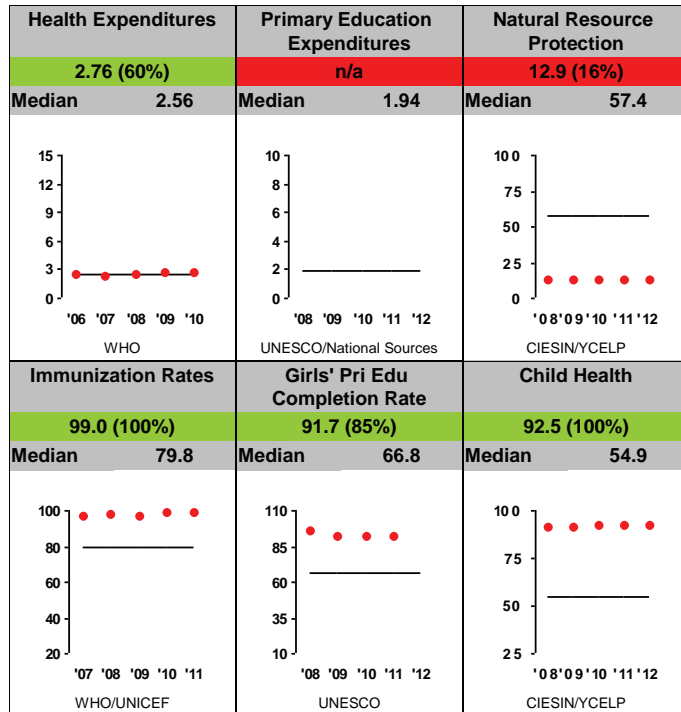 Health Expenditures
2.76 (60%)
Median 2.56
15
12
9
6
3
0
'06 '07 '08 '09 '10
WHO
Primary Education
Expenditures
n/a
Median 1.94
10
8
6
4
2
0
'08 '09 '10 '11 '12
UNESCO/National Sources
Natural Resource
Protection
12.9 (16%)
Median 57.4
100
75
50
25
0
'08 '09 '10 '11 '12
CIESIN/YCELP
Immunization Rates
99.0 (100%)
Median 79.8
100
80
60
40
20
'07 '08 '09 '10 '11
WHO/UNICEF
Girls' Pri Edu
Completion Rate
91.7 (85%)
Median 66.8
110
85
60
35
10
'08 '09 '10 '11 '12
UNESCO
Child Health
92.5 (100%)
Median 54.9
100
75
50
25
'08 '09 '10 '11 '12
CIESIN/YCELP